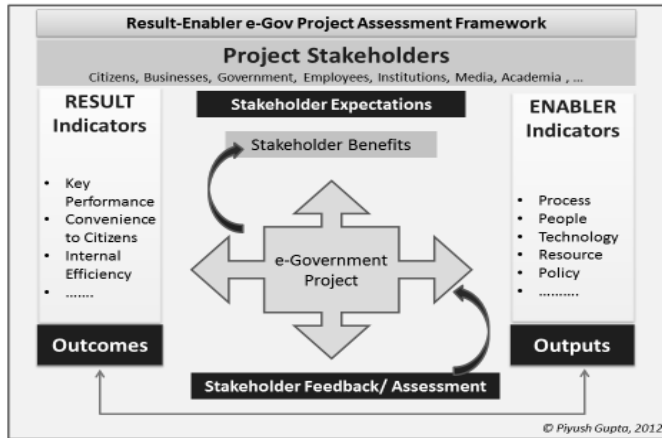 Result-Enabler e-Gov Project Assessment Framework
Project Stakeholders
Citizens, Businesses, Government, Employees, Institutions, Media, Academia , ...
RESULT
Indicators
• Key
Performance
• Convenience
to Citizens
• Internal
Efficiency
• .......
Outcomes
Stakeholder Expectations
Stakeholder Benefits
e-Government
Project
Stakeholder Feedback/ Assessment
ENABLER
Indicators
• Process
• People
• Technology
• Resource
• Policy
• ..........
Outputs
© Piyush Gupta, 2012